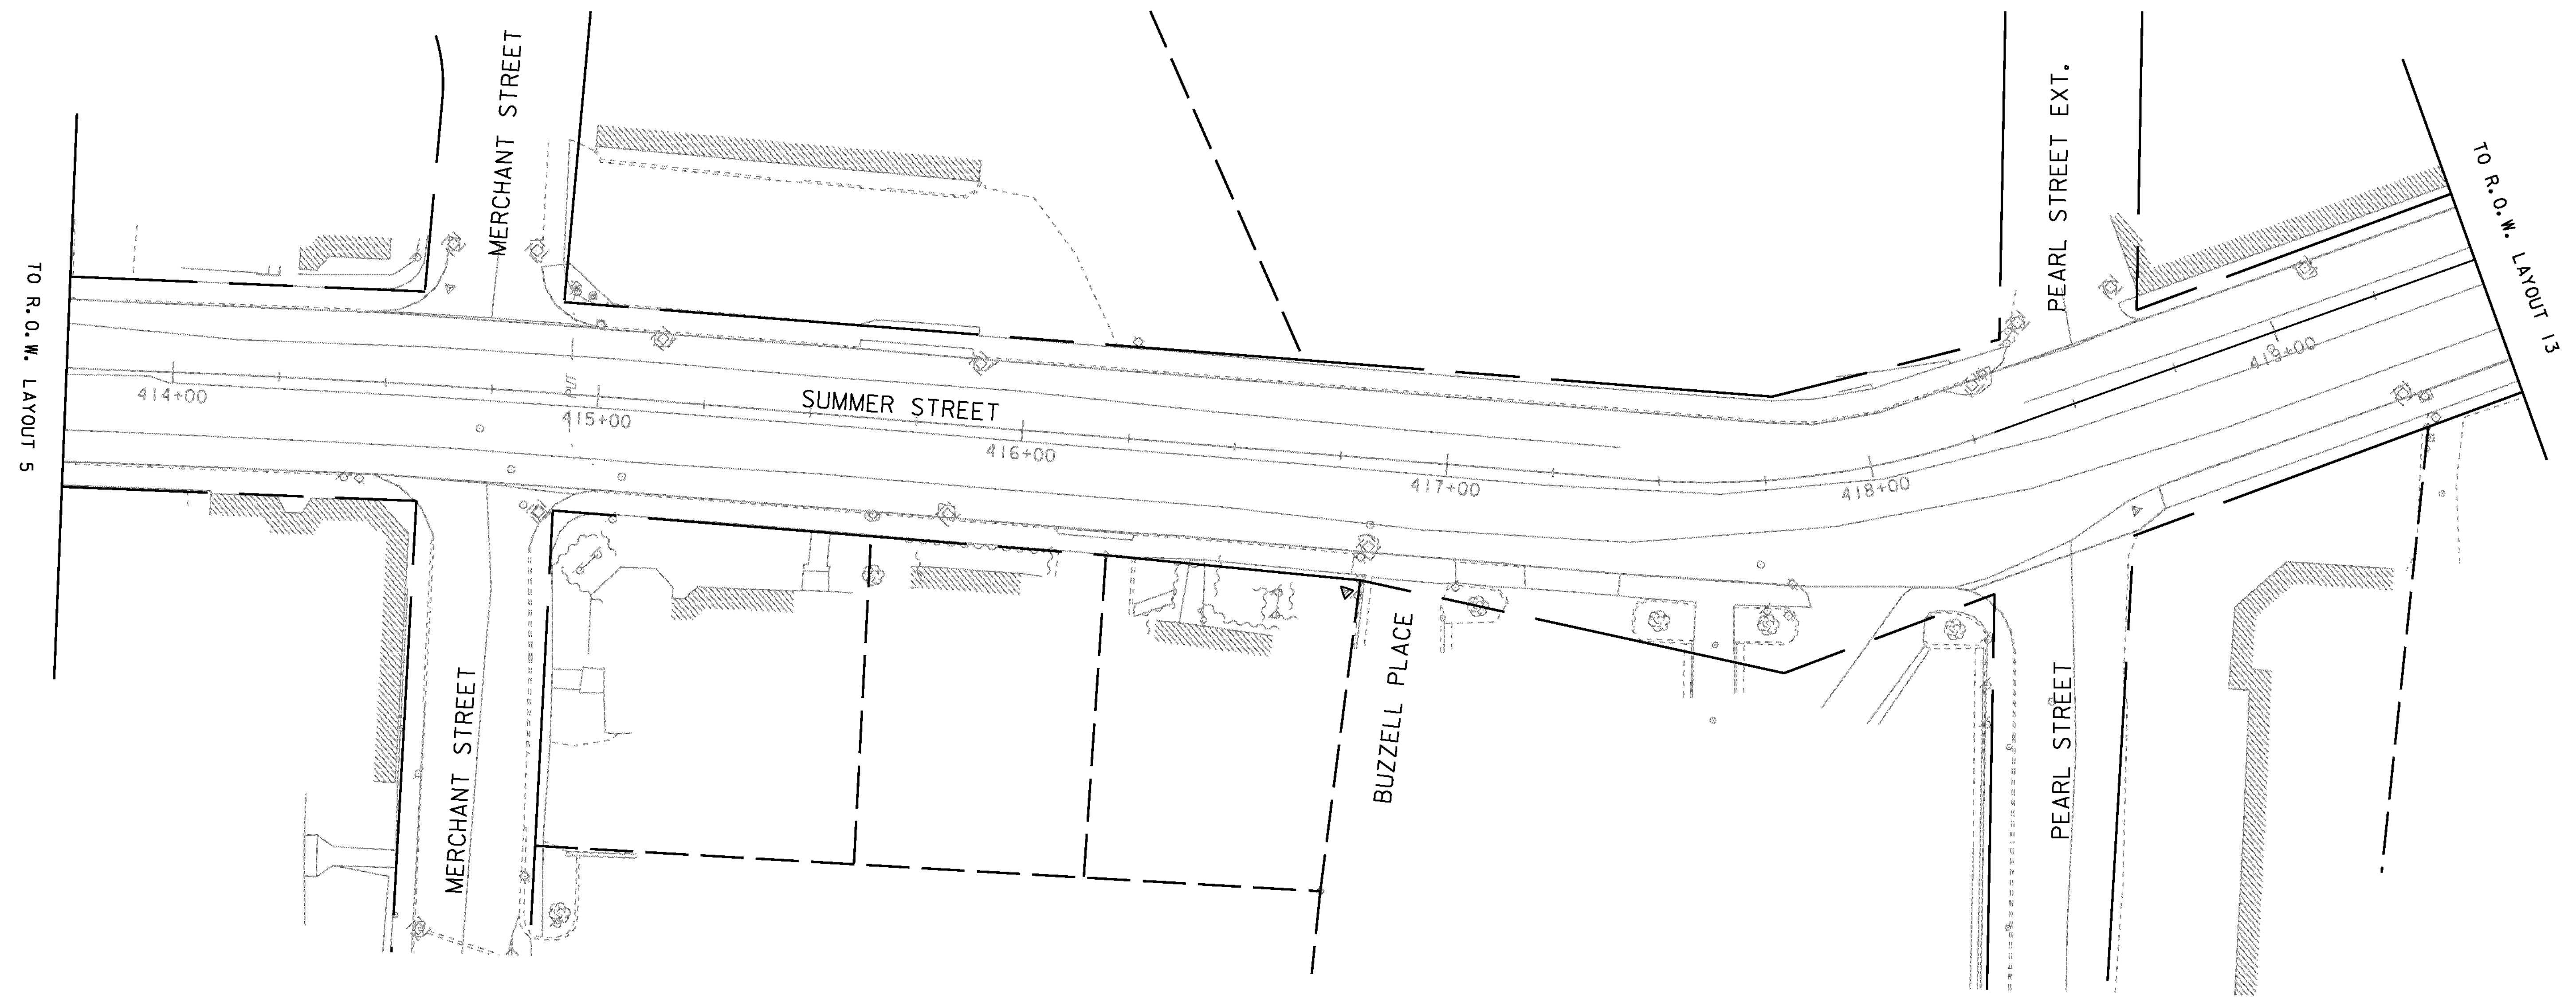 TO R.O.W. LAYOUT 5
MERCHANT STREET
PEARL STREET EXT.
TO R.O.W. LAYOUT 13
SUMMER STREET
414+00
415+00
416+00
417+00
418+00
419+00
MERCHANT STREET
BUZZELL PLACE
PEARL STREET